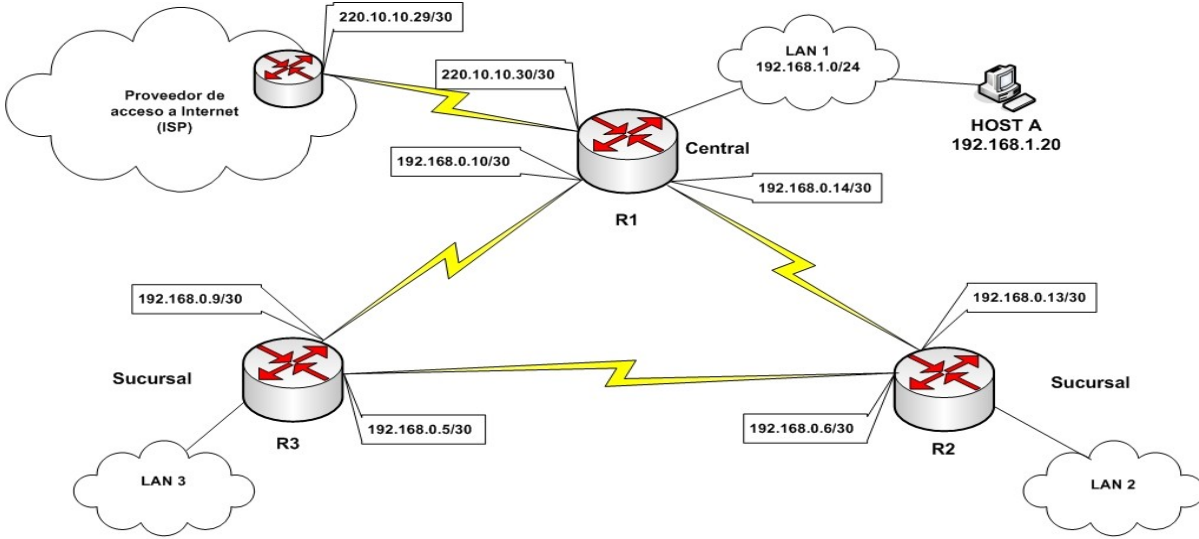 220.10.10.29/30
Proveedor de
acceso a Internet
(ISP)
220.10.10.30/30
LAN 1
192.168.1.0/24
HOST A
192.168.1.20
Central
192.168.0.10/30
192.168.0.14/30
R1
192.168.0.9/30
192.168.0.13/30
Sucursal
Sucursal
192.168.0.5/30
192.168.0.6/30
R3
R2
LAN 3
LAN 2